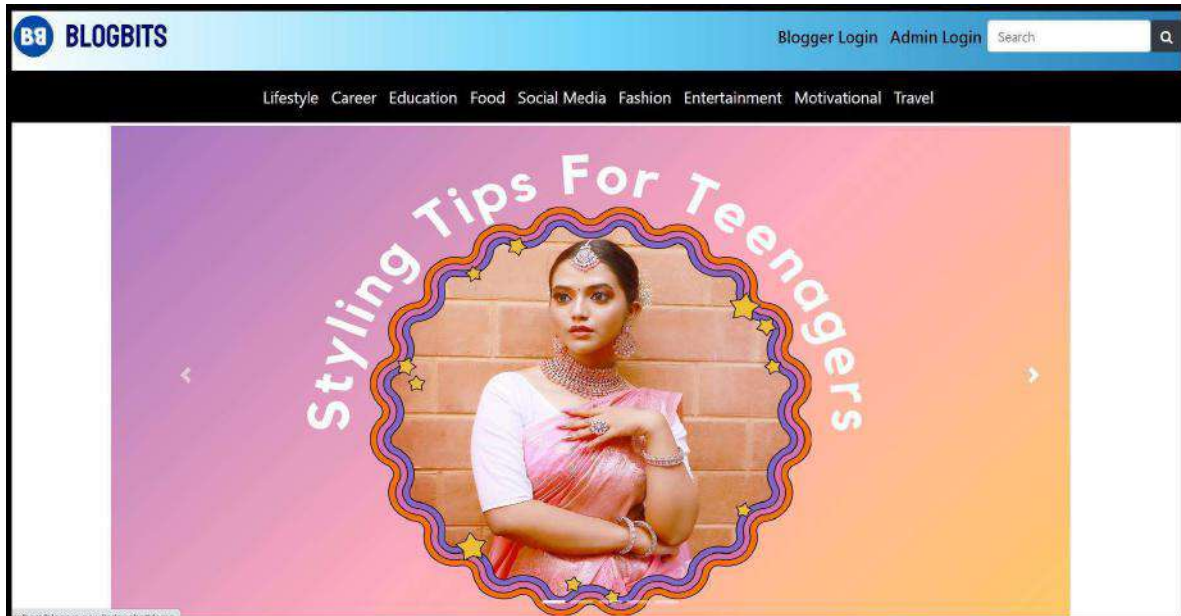 BB BLOGBITS
Blogger Login Admin Login Search
Lifestyle Career Education Food Social Media Fashion Entertainment Motivational Travel
Styling Tips For Teenagers